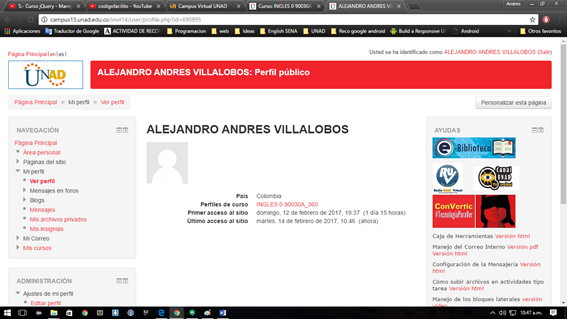 5.- Curso jQuery - Manej
codigofacilito - YouTube
Campus Virtual UNAD
Curso: INGLES 0 90030A
ALEJANDRO ANDRES VILL
Andrés
campus13.unad.edu.co/invil14/user/profile.php?id=690895
Aplicaciones
Traductor de Google
ACTIVIDAD DE RECO
Programacion
web
Ideas
English SENA
UNAD
Reco google android
Build a Responsive UI
Android
Otros favoritos
Página Principal
en
es
Usted se ha identificado como ALEJANDRO ANDRES VILLALOBOS (Salir)
UNAD
ALEJANDRO ANDRES VILLALOBOS: Perfil público
Página Principal
Mi perfil
Ver perfil
Personalizar esta página
NAVEGACIÓN
Página Principal
Área personal
Páginas del sitio
Mi perfil
Ver perfil
Mensajes en foros
Blogs
Mensajes
Mis archivos privados
Mis insignias
Mi Correo
Mis cursos
ADMINISTRACIÓN
Ajustes de mi perfil
Editar perfil
ALEJANDRO ANDRES VILLALOBOS
País Colombia
Perfiles de curso INGLES 0 90030A_360
Primer acceso al sitio domingo, 12 de febrero de 2017, 19:37 (1 día 15 horas)
Último acceso al sitio martes, 14 de febrero de 2017, 10:46 (ahora)
AYUDAS
e-Biblioteca
RUV
Canal UNAD
ConVertic
#TecnologíaParaVer
Caja de Herramientas Versión html
Manejo del Correo Interno Versión pdf
Versión html
Configuración de la Mensajería Versión
html
Cómo subir archivos en actividades tipo
tarea Versión html
Manejo de los bloques laterales versión
10:47 a.m.